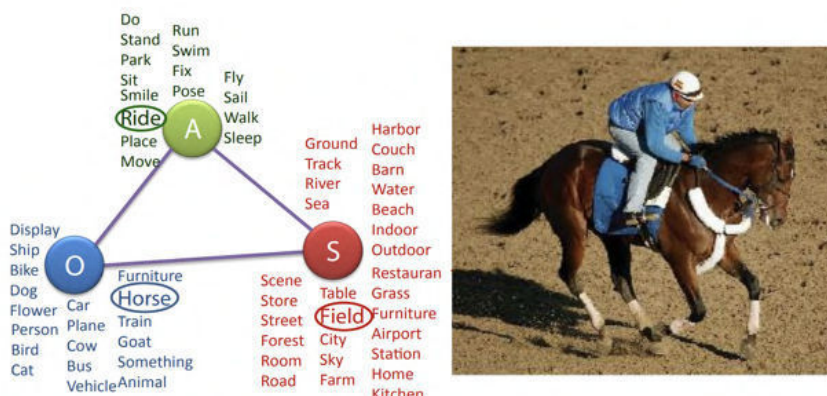 Do
Stand
Park
Sit
Smile
Ride
Place
Move
Run
Swim
Fix
Pose
Fly
Sail
Walk
Sleep
A
Ground
Track
River
Sea
Harbor
Couch
Barn
Water
Beach
Indoor
Outdoor
Restauran
Grass
Furniture
Airport
Station
Home
Kitchen
S
Scene
Store
Street
Forest
Room
Road
Table
Field
City
Sky
Farm
Display
Ship
Bike
Dog
Flower
Person
Bird
Cat
O
Car
Plane
Cow
Bus
Vehicle
Furniture
Horse
Train
Goat
Something
Animal